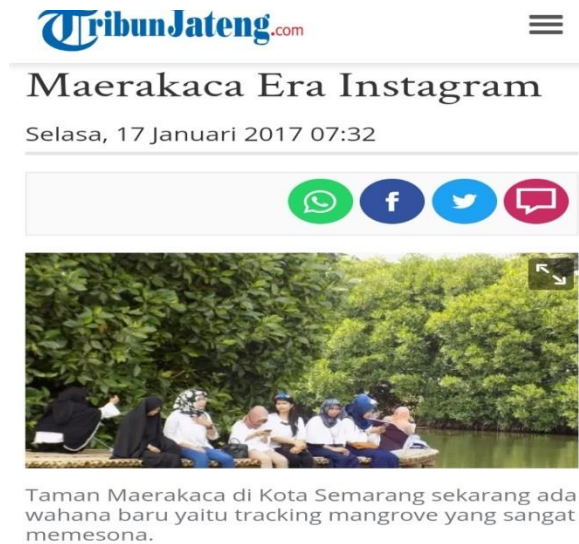 TribunJateng.com
Maerakaca Era Instagram
Selasa, 17 Januari 2017 07:32
Taman Maerakaca di Kota Semarang sekarang ada
wahana baru yaitu tracking mangrove yang sangat
memesona.